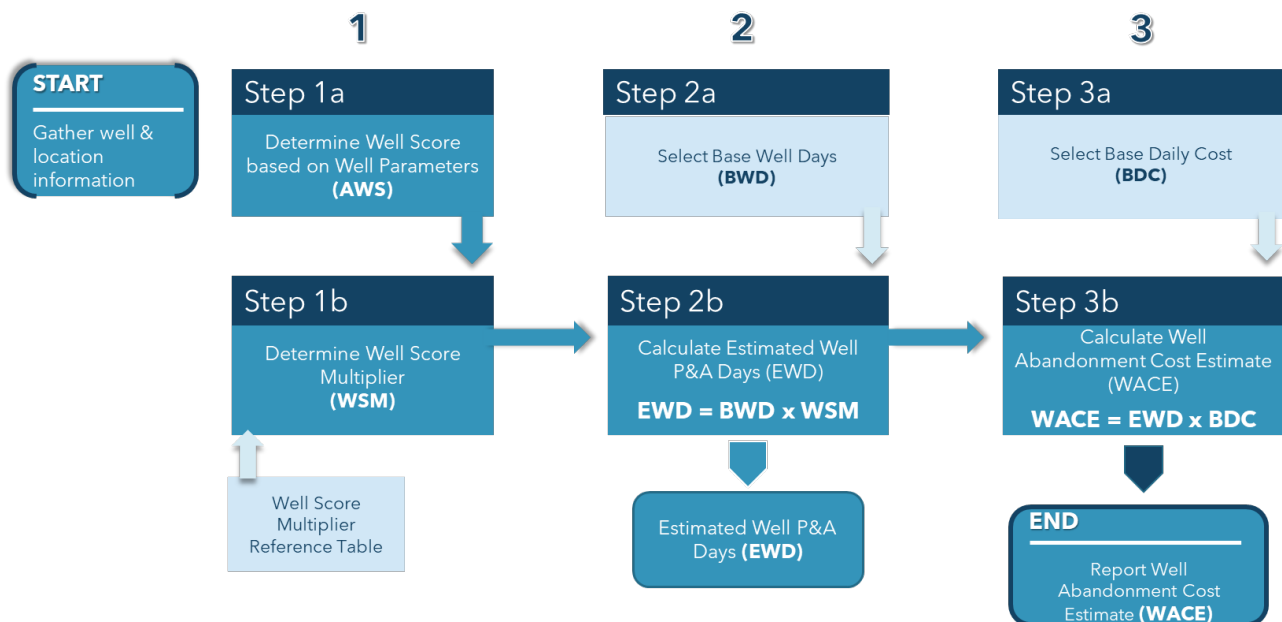 1
2
3
START
Gather well &
location
information
Step 1a
Determine Well Score
based on Well Parameters
(AWS)
Step 2a
Select Base Well Days
(BWD)
Step 3a
Select Base Daily Cost
(BDC)
Step 1b
Determine Well Score
Multiplier
(WSM)
Step 2b
Calculate Estimated Well
P&A Days (EWD)
EWD = BWD x WSM
Step 3b
Calculate Well
Abandonment Cost Estimate
(WACE)
WACE = EWD x BDC
Well Score
Multiplier
Reference Table
Estimated Well P&A
Days (EWD)
END
Report Well
Abandonment Cost
Estimate (WACE)